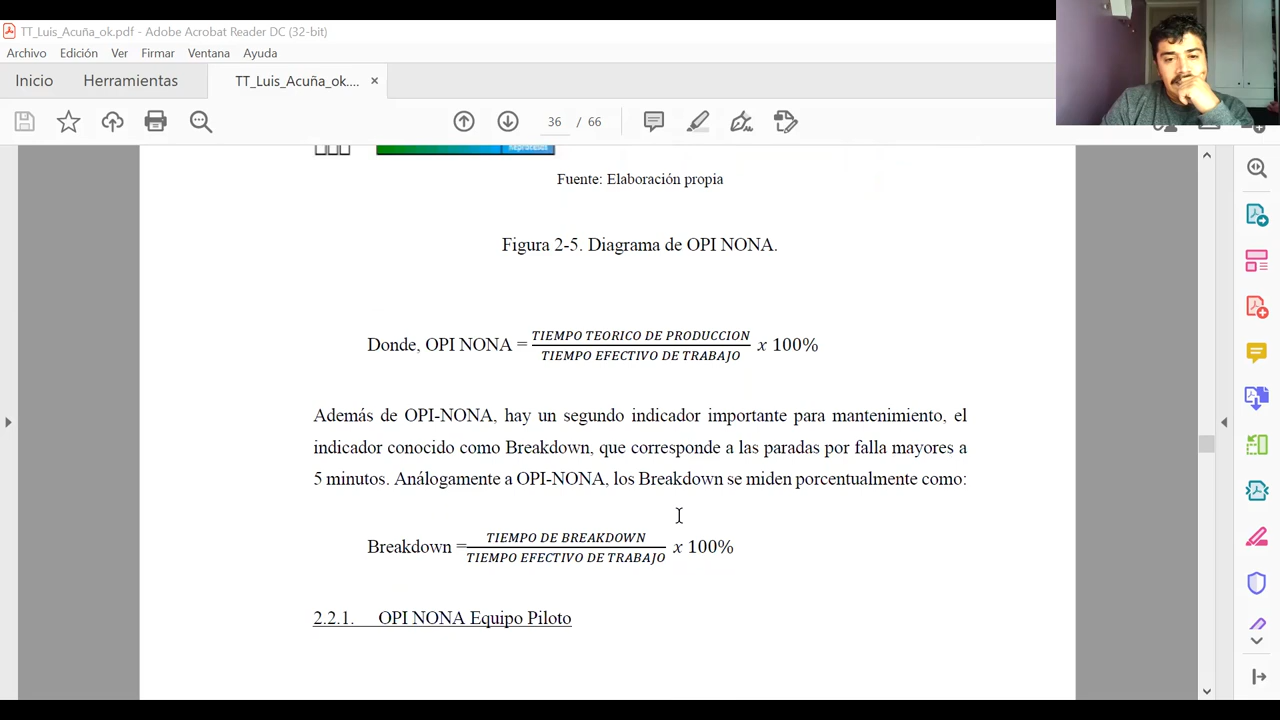 TT_Luis_Acuña_ok.pdf - Adobe Acrobat Reader DC (32-bit)
Archivo Edición Ver Firmar Ventana Ayuda
Inicio Herramientas TT_Luis_Acuña_ok.... ×
36 / 66
Fuente: Elaboración propia
Figura 2-5. Diagrama de OPI NONA.
Donde, OPI NONA = TIEMPO TEORICO DE PRODUCCION
TIEMPO EFECTIVO DE TRABAJO x 100%
Además de OPI-NONA, hay un segundo indicador importante para mantenimiento, el
indicador conocido como Breakdown, que corresponde a las paradas por falla mayores a
5 minutos. Análogamente a OPI-NONA, los Breakdown se miden porcentualmente como:
Breakdown = TIEMPO DE BREAKDOWN
TIEMPO EFECTIVO DE TRABAJO x 100%
2.2.1. OPI NONA Equipo Piloto